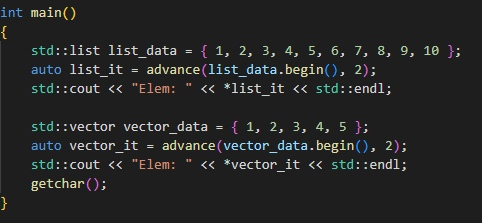 int main()
{
    std::list list_data = { 1, 2, 3, 4, 5, 6, 7, 8, 9, 10 };
    auto list_it = advance(list_data.begin(), 2);
    std::cout << "Elem: " << *list_it << std::endl;

    std::vector vector_data = { 1, 2, 3, 4, 5 };
    auto vector_it = advance(vector_data.begin(), 2);
    std::cout << "Elem: " << *vector_it << std::endl;
    getchar();
}